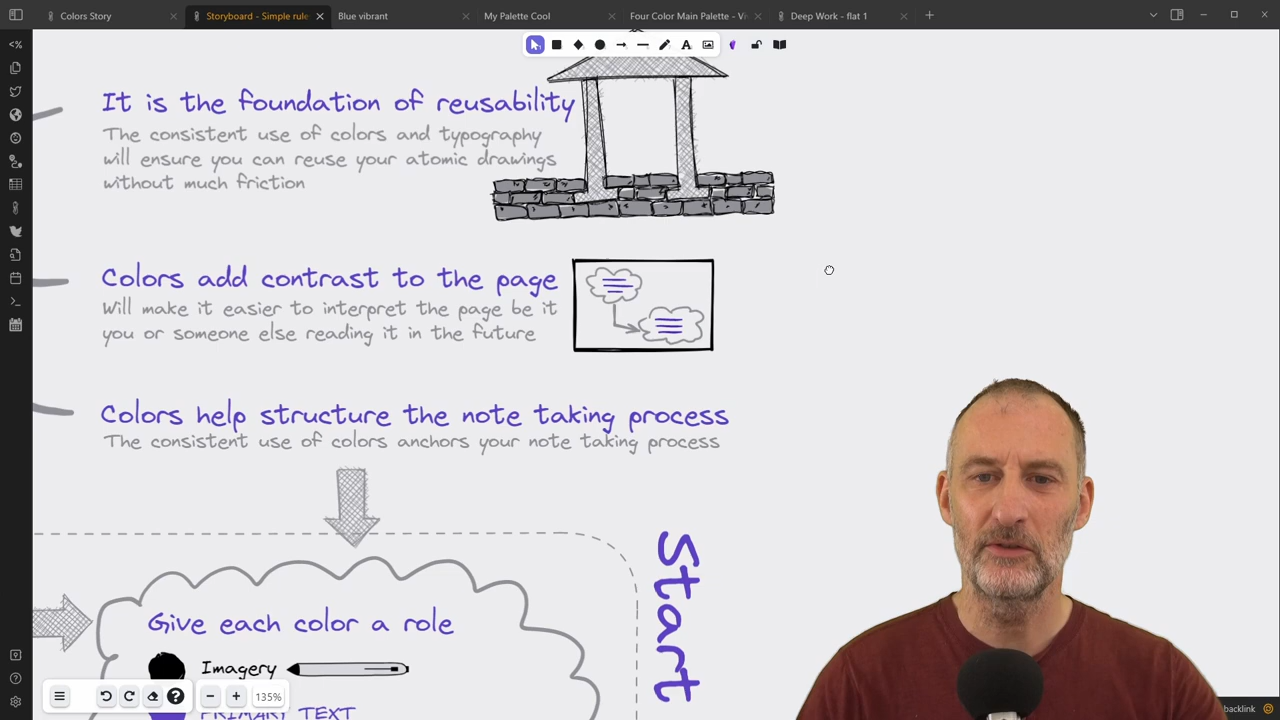 Colors Story
Storyboard - Simple rule
Blue vibrant
My Palette Cool
Four Color Main Palette - Vi
Deep Work - flat 1
It is the foundation of reusability
The consistent use of colors and typography
will ensure you can reuse your atomic drawings
without much friction
Colors add contrast to the page
Will make it easier to interpret the page be it
you or someone else reading it in the future
Colors help structure the note taking process
The consistent use of colors anchors your note taking process
Start
Give each color a role
Imagery
PRIMARY TEXT
135%
backlink